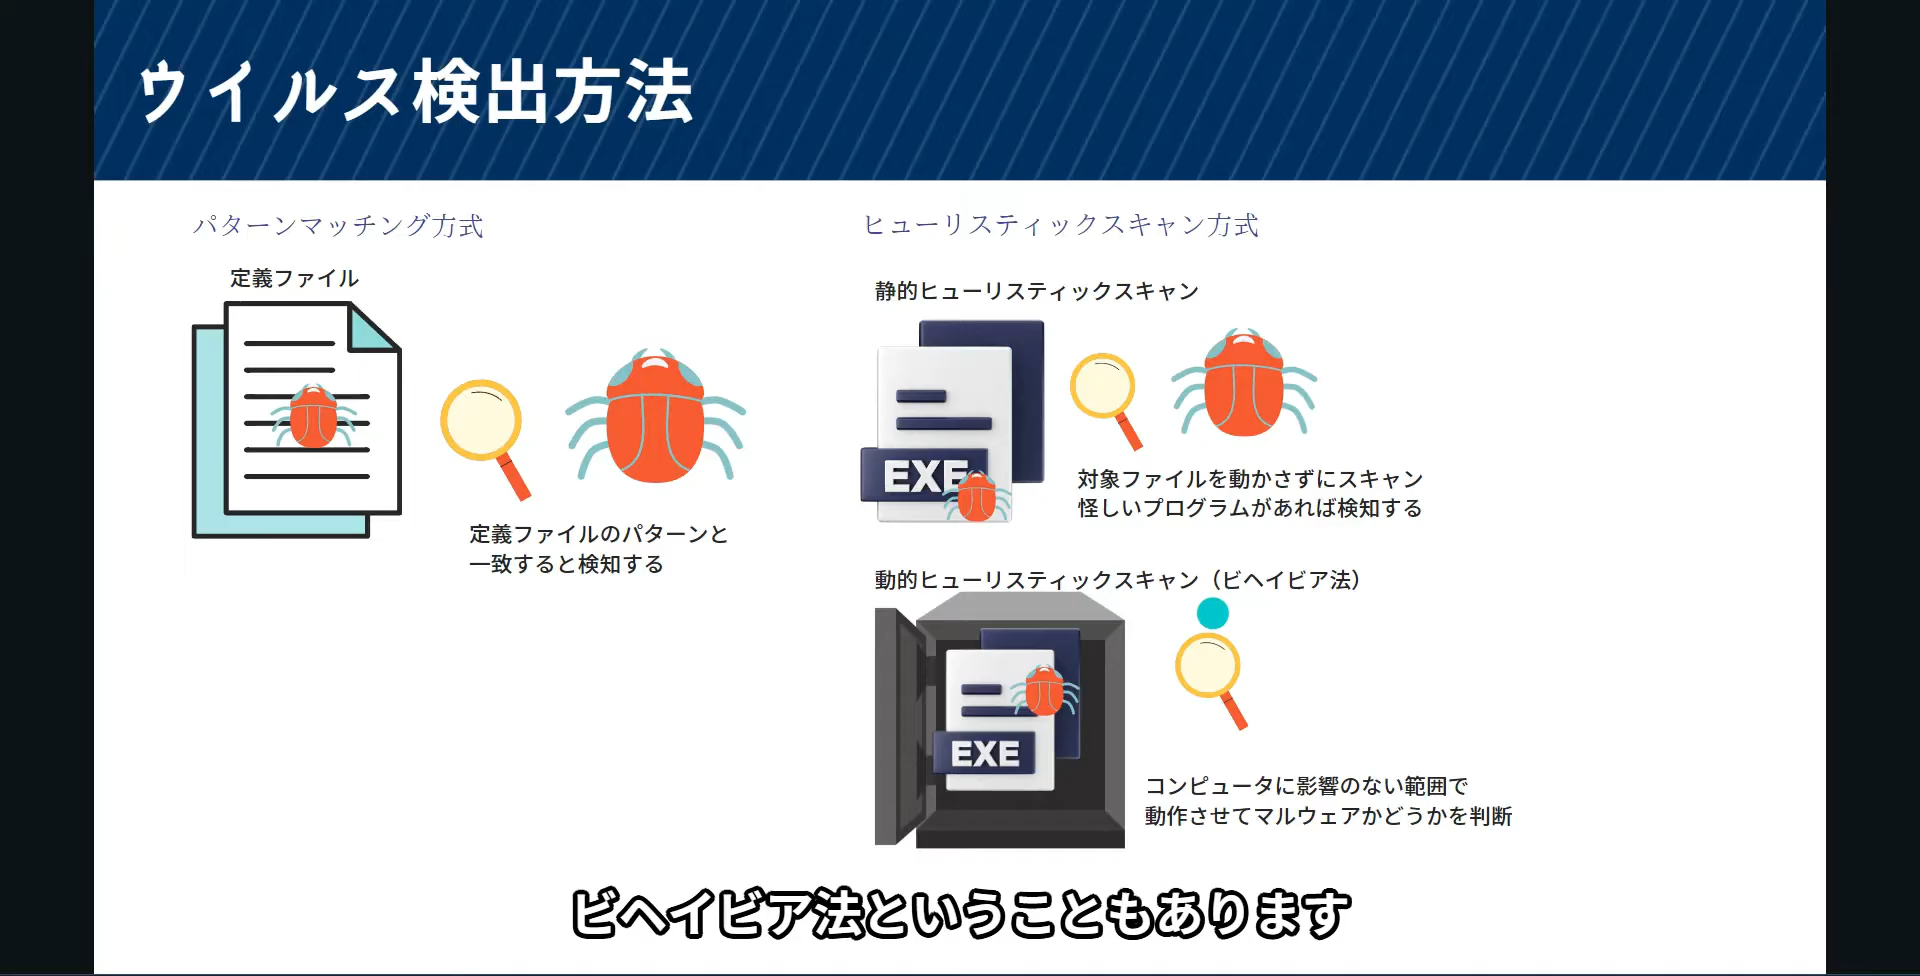 ウイルス検出方法
パターンマッチング方式
定義ファイル
定義ファイルのパターンと
一致すると検知する
ヒューリスティックスキャン方式
静的ヒューリスティックスキャン
EXE
対象ファイルを動かさずにスキャン
怪しいプログラムがあれば検知する
動的ヒューリスティックスキャン（ビヘイビア法）
EXE
コンピュータに影響のない範囲で
動作させてマルウェアかどうかを判断
ビヘイビア法ということもあります